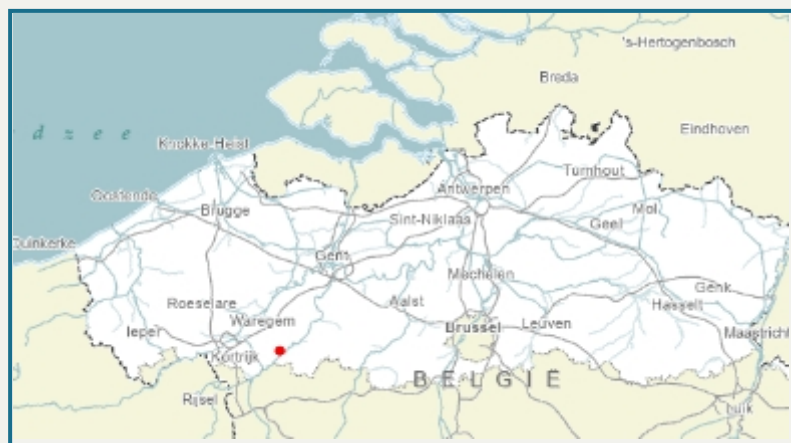 's-Hertogenbosch
Breda
d z e e
Eindhoven
Knokke-Heist
Turnhout
Antwerpen
Oostende
Mol
Brugge
Sint-Niklaas
Geel
Duinkerke
Gent
Mechelen
Genk
Roeselare
Aalst
Hasselt
Waregem
Brussel
Leuven
Ieper
Maastricht
Kortrijk
BELGIË
Rijsel
Luik